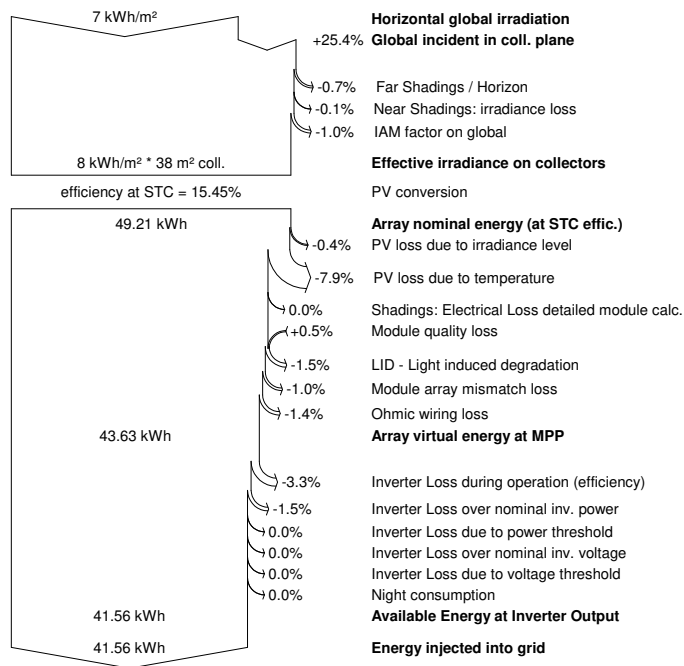 7 kWh/m² Horizontal global irradiation
+25.4% Global incident in coll. plane
-0.7% Far Shadings / Horizon
-0.1% Near Shadings: irradiance loss
-1.0% IAM factor on global
8 kWh/m² * 38 m² coll. Effective irradiance on collectors
efficiency at STC = 15.45% PV conversion
49.21 kWh Array nominal energy (at STC effic.)
-0.4% PV loss due to irradiance level
-7.9% PV loss due to temperature
0.0% Shadings: Electrical Loss detailed module calc.
+0.5% Module quality loss
-1.5% LID - Light induced degradation
-1.0% Module array mismatch loss
-1.4% Ohmic wiring loss
43.63 kWh Array virtual energy at MPP
-3.3% Inverter Loss during operation (efficiency)
-1.5% Inverter Loss over nominal inv. power
0.0% Inverter Loss due to power threshold
0.0% Inverter Loss over nominal inv. voltage
0.0% Inverter Loss due to voltage threshold
0.0% Night consumption
41.56 kWh Available Energy at Inverter Output
41.56 kWh Energy injected into grid